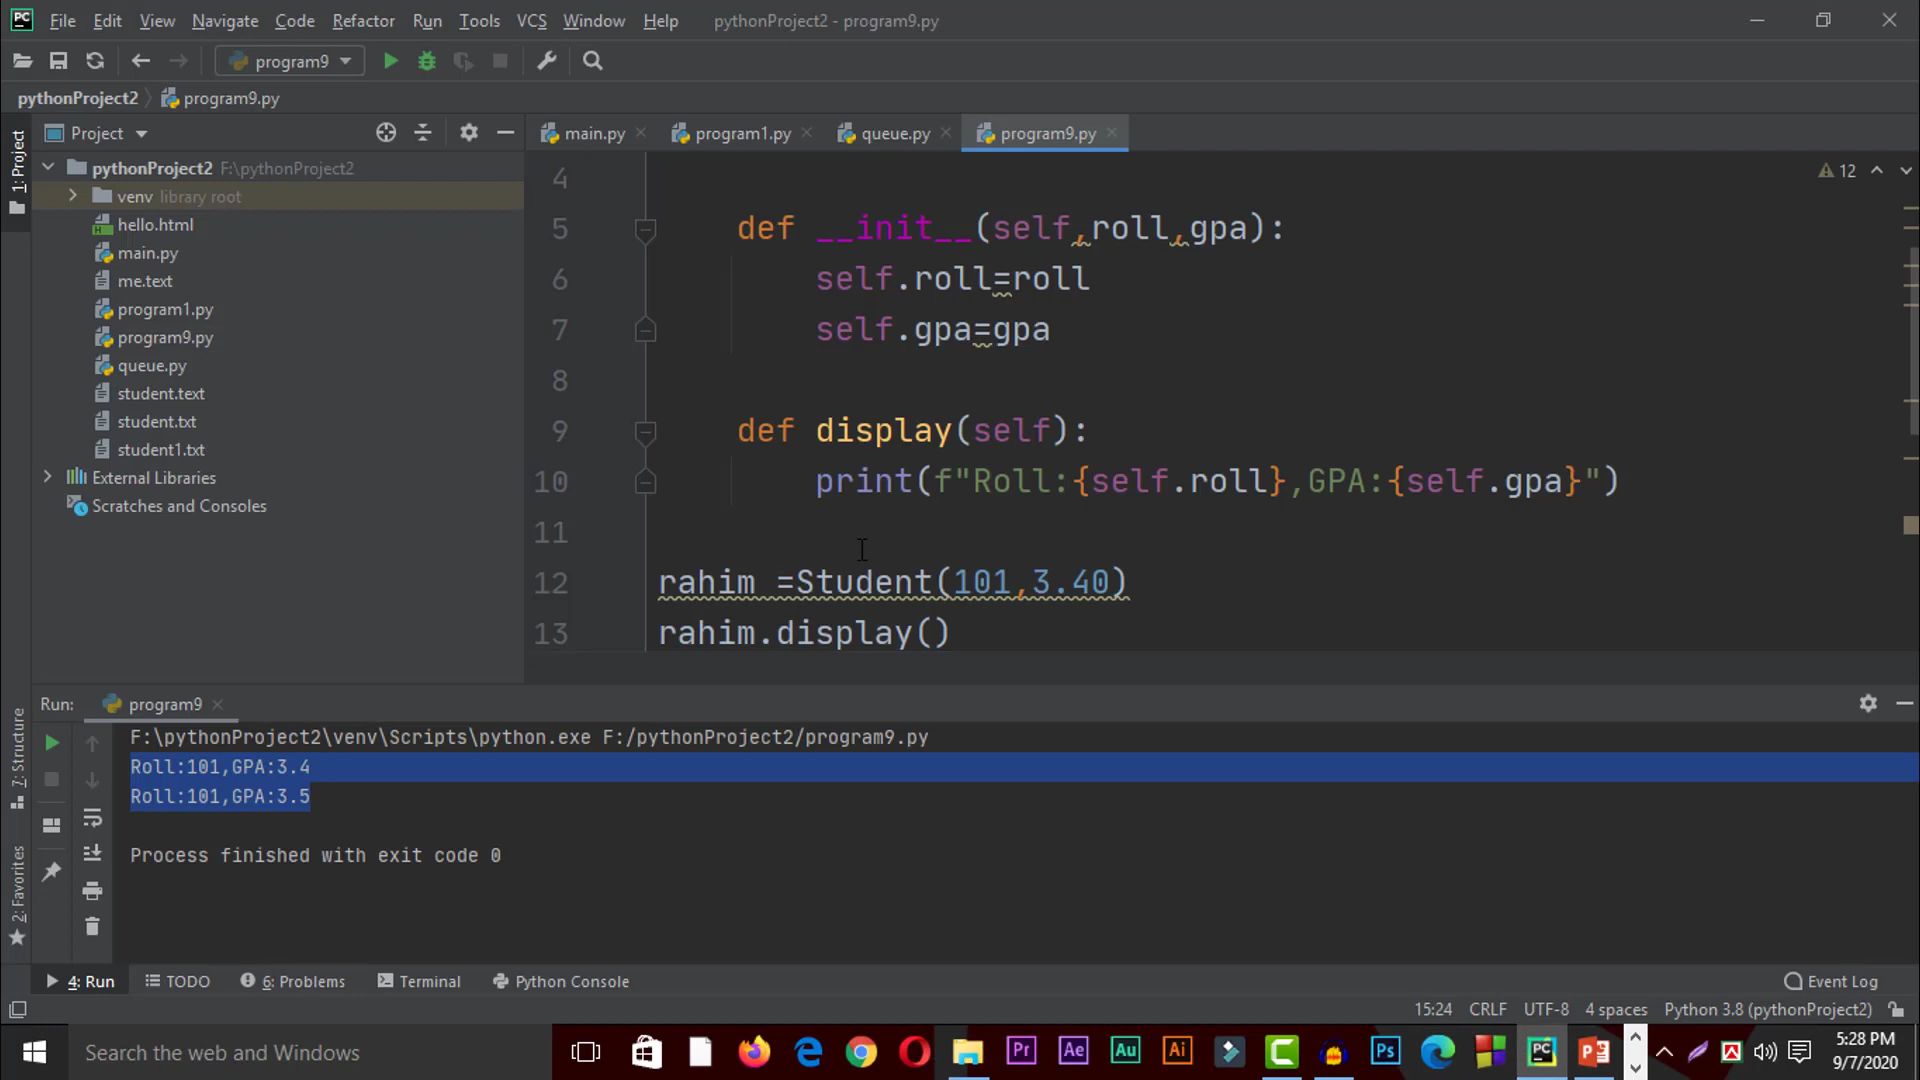 PC File Edit View Navigate Code Refactor Run Tools VCS Window Help pythonProject2 - program9.py
program9
pythonProject2 program9.py
Project
main.py program1.py queue.py program9.py
1: Project
pythonProject2 F:\pythonProject2
venv library root
hello.html
main.py
me.text
program1.py
program9.py
queue.py
student.text
student.txt
student1.txt
External Libraries
Scratches and Consoles
12
4
5 def __init__(self,roll,gpa):
6 self.roll=roll
7 self.gpa=gpa
8
9 def display(self):
10 print(f"Roll:{self.roll},GPA:{self.gpa}")
11
12 rahim =Student(101,3.40)
13 rahim.display()
Run: program9
F:\pythonProject2\venv\Scripts\python.exe F:/pythonProject2/program9.py
Roll:101,GPA:3.4
Roll:101,GPA:3.5
Process finished with exit code 0
7: Structure
2: Favorites
4: Run TODO 6: Problems Terminal Python Console Event Log
15:24 CRLF UTF-8 4 spaces Python 3.8 (pythonProject2)
Search the web and Windows
Pr Ae Au Ai Ps PC
5:28 PM
9/7/2020